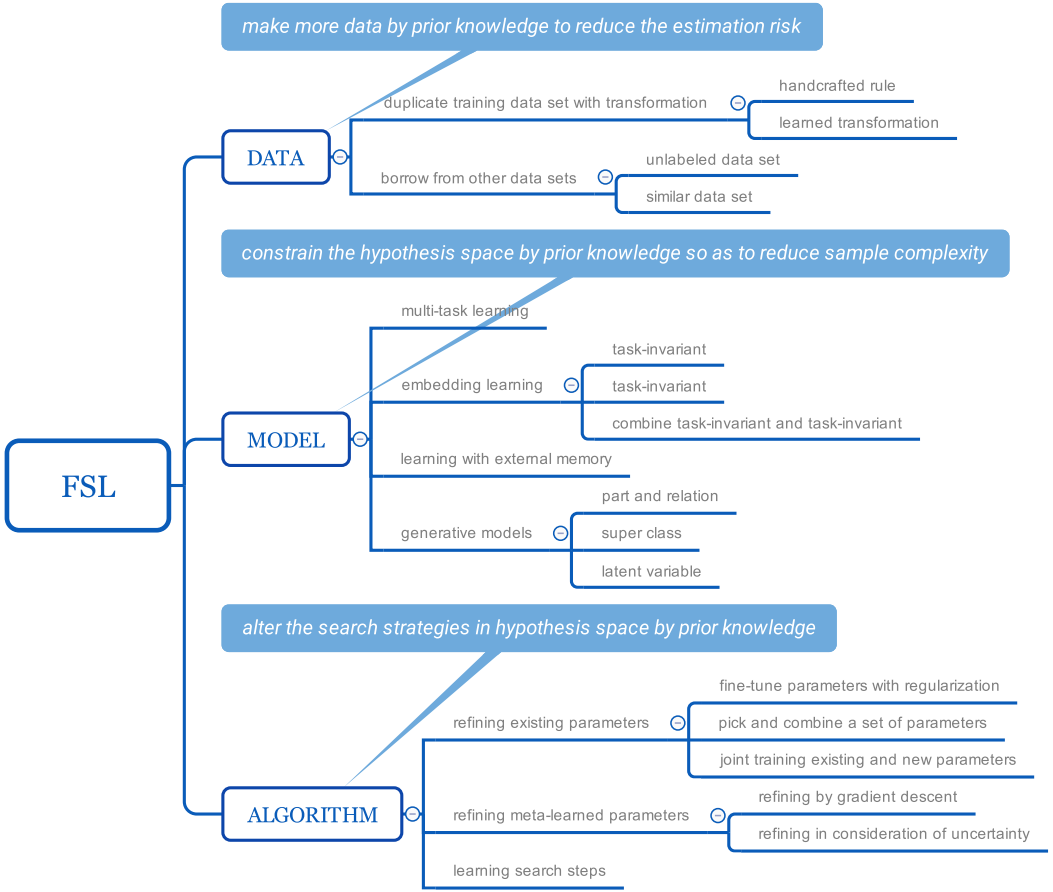 make more data by prior knowledge to reduce the estimation risk
duplicate training data set with transformation
handcrafted rule
learned transformation
DATA
borrow from other data sets
unlabeled data set
similar data set
constrain the hypothesis space by prior knowledge so as to reduce sample complexity
multi-task learning
embedding learning
task-invariant
task-invariant
combine task-invariant and task-invariant
MODEL
learning with external memory
FSL
generative models
part and relation
super class
latent variable
alter the search strategies in hypothesis space by prior knowledge
refining existing parameters
fine-tune parameters with regularization
pick and combine a set of parameters
joint training existing and new parameters
ALGORITHM
refining meta-learned parameters
refining by gradient descent
refining in consideration of uncertainty
learning search steps